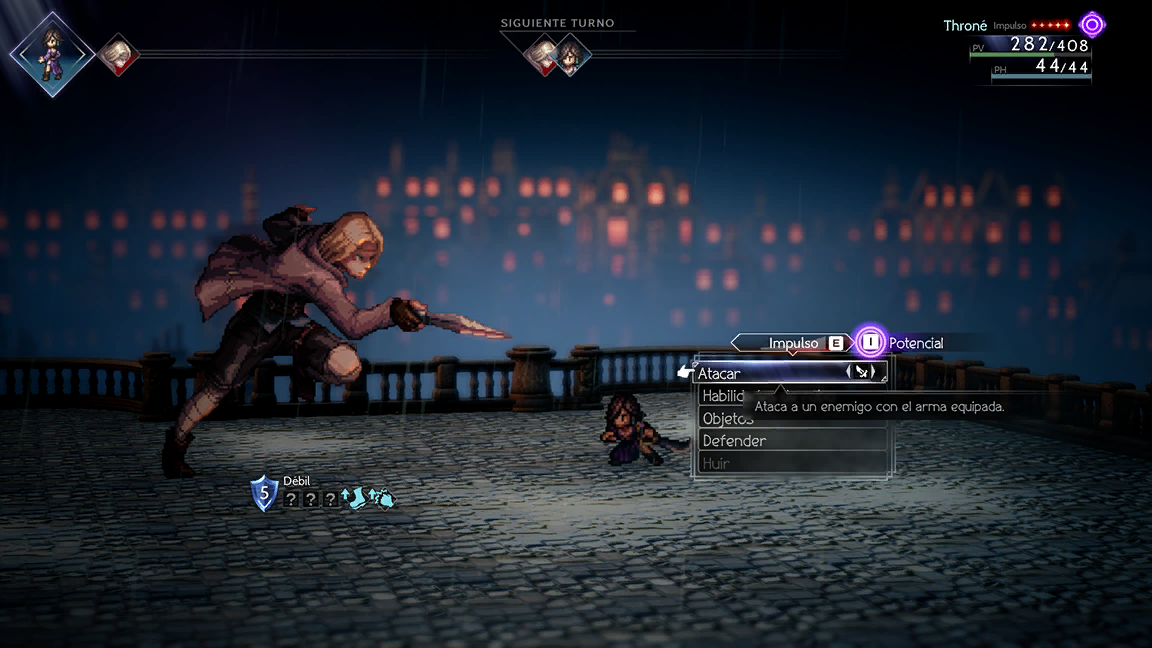 SIGUIENTE TURNO
Throné Impulso
PV 282/408
PH 44/44
Impulso E I Potencial
Atacar
Habilid
Ataca a un enemigo con el arma equipada.
Objetos
Defender
Huir
Débil
5 ? ? ?